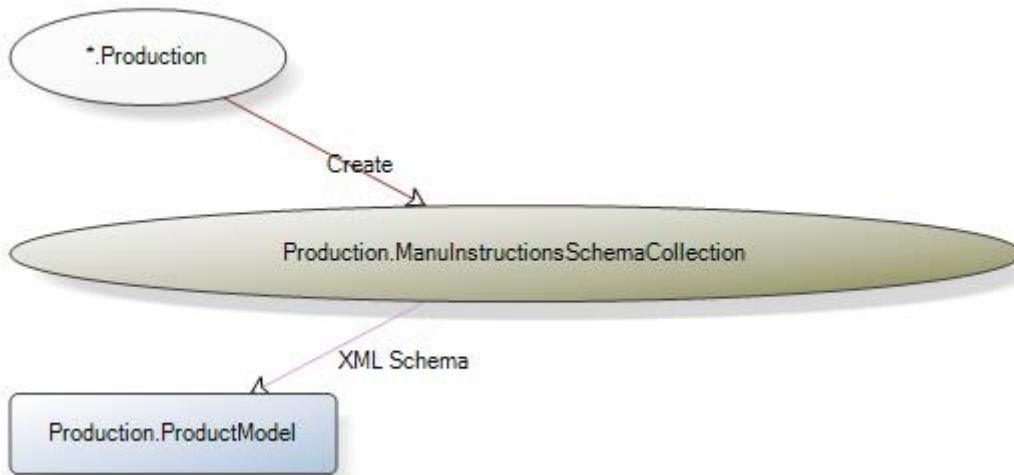 *.Production
Create
Production.ManuInstructionsSchemaCollection
XML Schema
Production.ProductModel